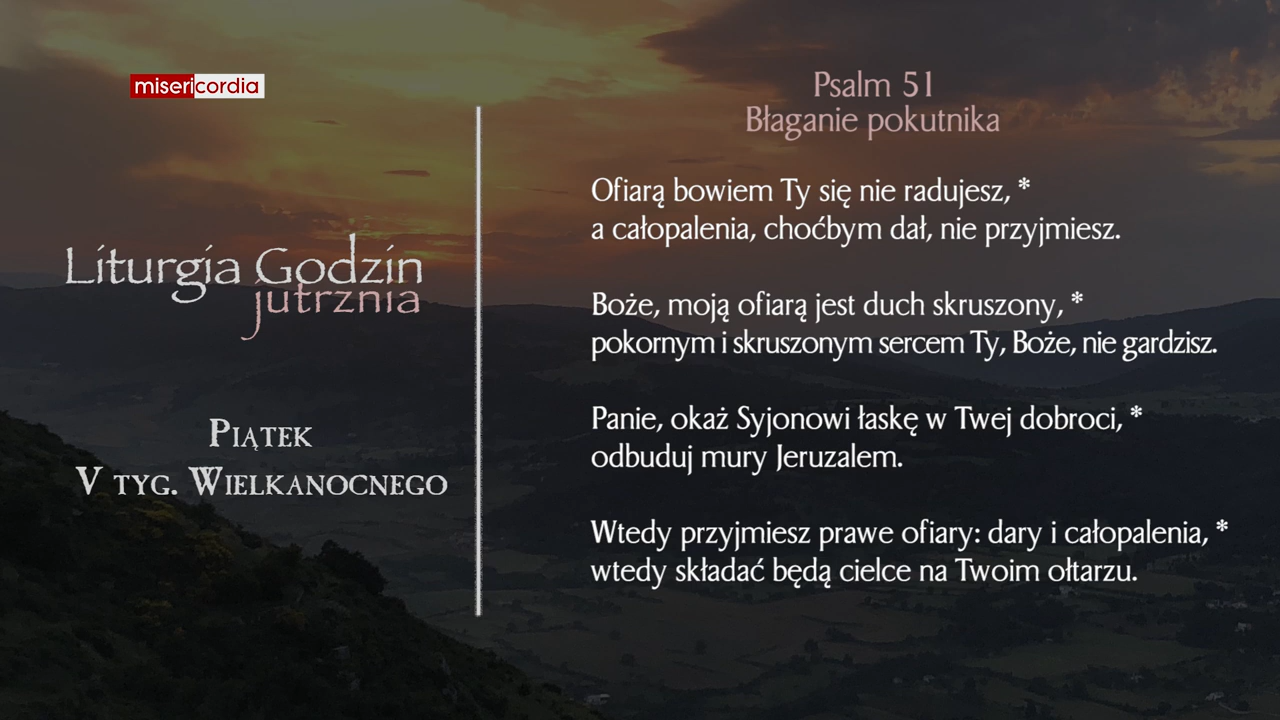 misericordia
Liturgia Godzin
jutrznia
Piątek
V tyg. Wielkanocnego
Psalm 51
Błaganie pokutnika
Ofiarą bowiem Ty się nie radujesz, *
a całopalenia, choćbym dał, nie przyjmiesz.
Boże, moją ofiarą jest duch skruszony, *
pokornym i skruszonym sercem Ty, Boże, nie gardzisz.
Panie, okaż Syjonowi łaskę w Twej dobroci, *
odbuduj mury Jeruzalem.
Wtedy przyjmiesz prawe ofiary: dary i całopalenia, *
wtedy składać będą cielce na Twoim ołtarzu.